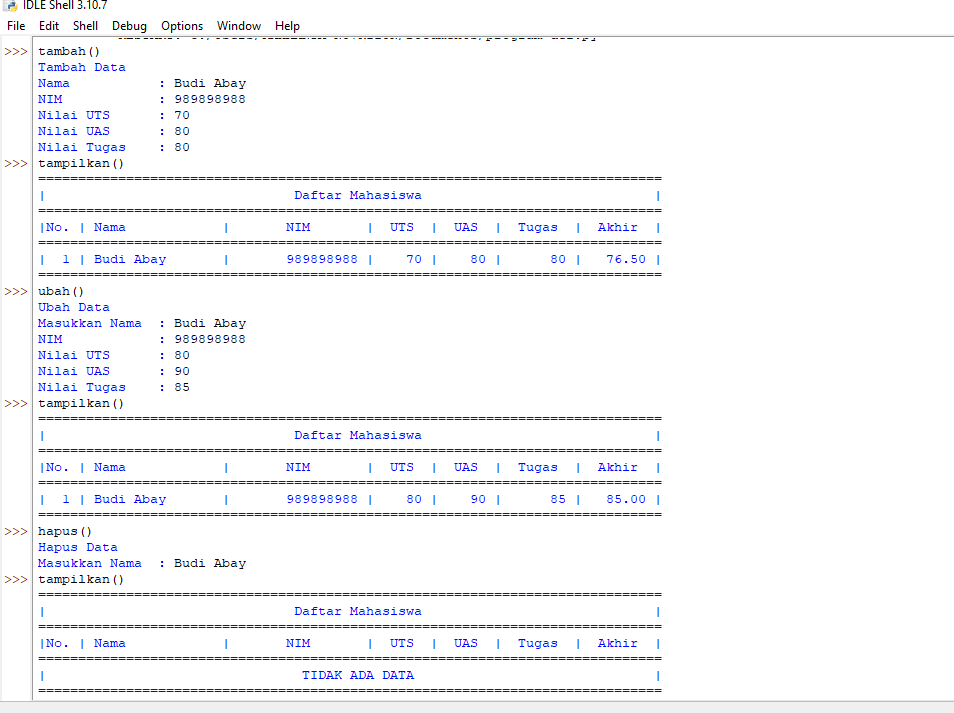 IDLE Shell 3.10.7
File Edit Shell Debug Options Window Help
>>> tambah()
Tambah Data
Nama : Budi Abay
NIM : 989898988
Nilai UTS : 70
Nilai UAS : 80
Nilai Tugas : 80
>>> tampilkan()
==============================================================================
| Daftar Mahasiswa |
==============================================================================
|No. | Nama | NIM | UTS | UAS | Tugas | Akhir |
==============================================================================
| 1 | Budi Abay | 989898988 | 70 | 80 | 80 | 76.50 |
==============================================================================
>>> ubah()
Ubah Data
Masukkan Nama : Budi Abay
NIM : 989898988
Nilai UTS : 80
Nilai UAS : 90
Nilai Tugas : 85
>>> tampilkan()
==============================================================================
| Daftar Mahasiswa |
==============================================================================
|No. | Nama | NIM | UTS | UAS | Tugas | Akhir |
==============================================================================
| 1 | Budi Abay | 989898988 | 80 | 90 | 85 | 85.00 |
==============================================================================
>>> hapus()
Hapus Data
Masukkan Nama : Budi Abay
>>> tampilkan()
==============================================================================
| Daftar Mahasiswa |
==============================================================================
|No. | Nama | NIM | UTS | UAS | Tugas | Akhir |
==============================================================================
| TIDAK ADA DATA |
==============================================================================